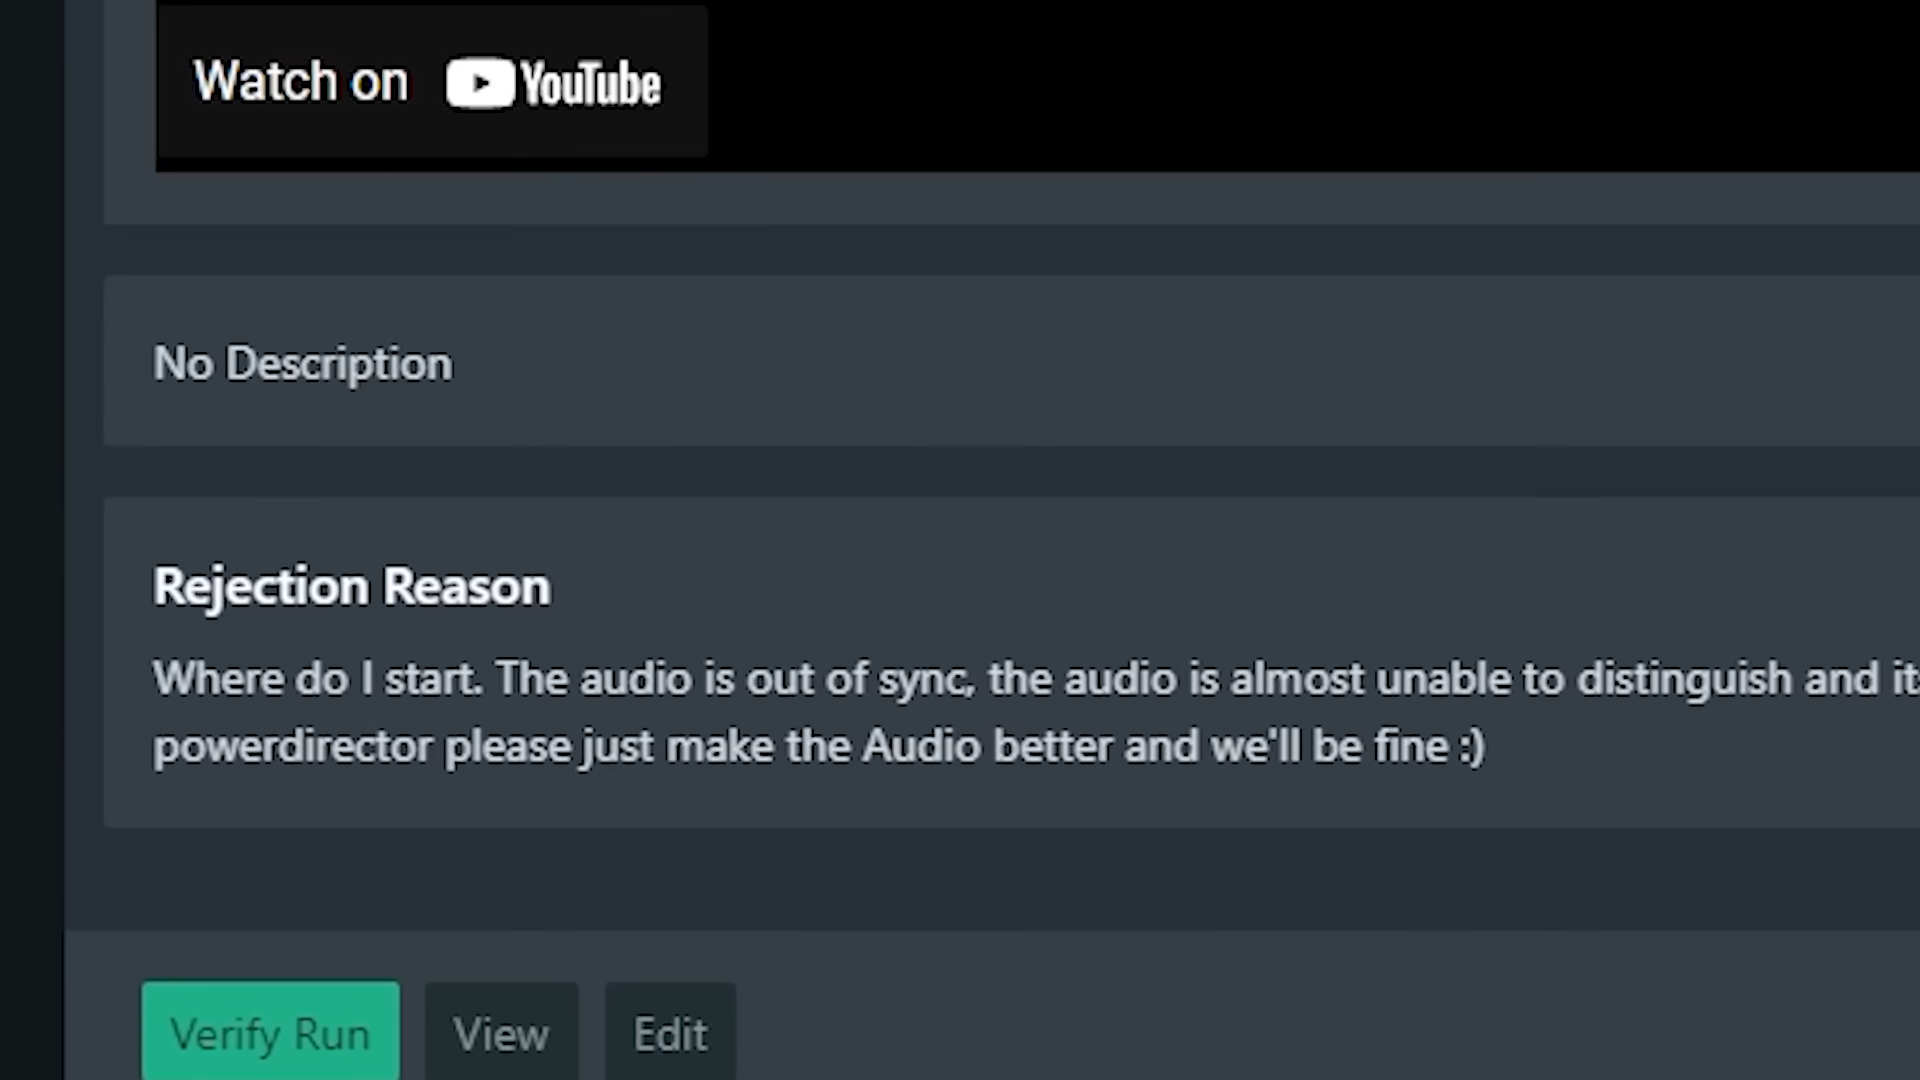 Watch on YouTube
No Description
Rejection Reason
Where do I start. The audio is out of sync, the audio is almost unable to distinguish and its
powerdirector please just make the Audio better and we'll be fine :)
Verify Run View Edit